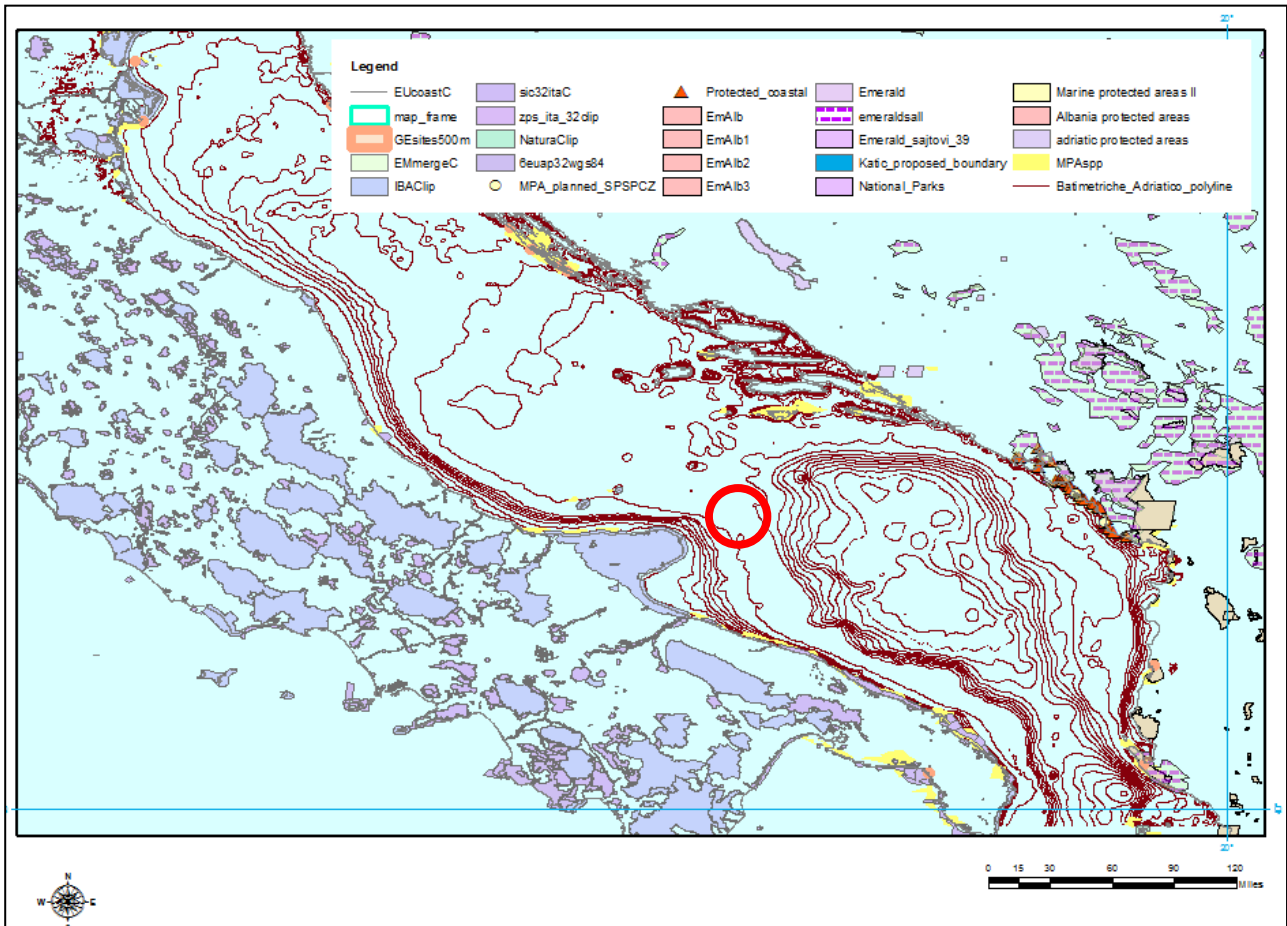 20°
Legend
EUcoastC
map_frame
GEsites500m
EMmergeC
IBAClip
sic32itaC
zps_ita_32clip
NaturaClip
6euap32wgs84
MPA_planned_SPSPCZ
Protected_coastal
EmAlb
EmAlb1
EmAlb2
EmAlb3
Emerald
emeraldsall
Emerald_sajtovi_39
Katic_proposed_boundary
National_Parks
Marine protected areas II
Albania protected areas
adriatic protected areas
MPAspp
Batimetriche_Adriatico_polyline
20°
0 15 30 60 90 120
Miles
N
W E